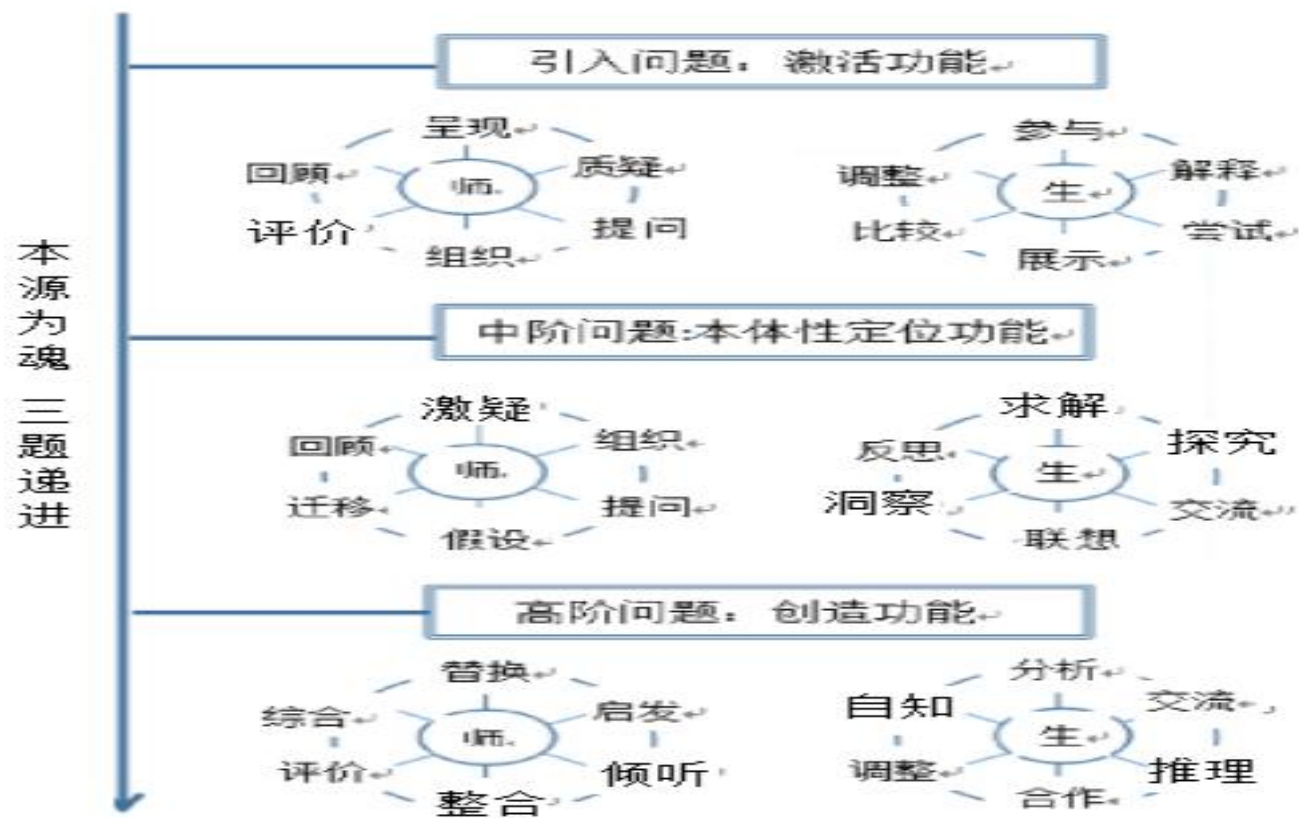 本源为魂 三题递进
引入问题：激活功能
呈现
回顾
质疑
师
评价
提问
组织
参与
调整
解释
生
比较
尝试
展示
中阶问题:本体性定位功能
激疑
回顾
组织
师
迁移
提问
假设
求解
反思
探究
生
洞察
交流
联想
高阶问题：创造功能
替换
综合
启发
师
评价
倾听
整合
分析
自知
交流
生
调整
推理
合作